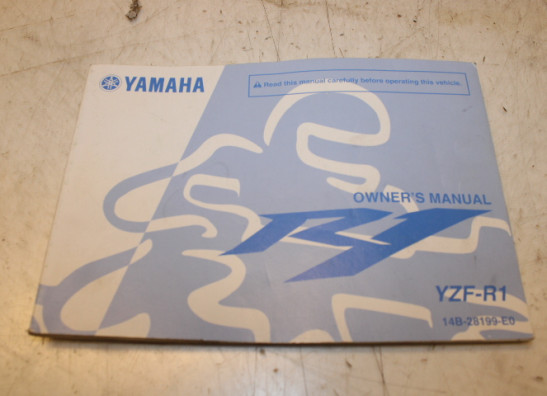 YAMAHA
Read this manual carefully before operating this vehicle.
OWNER'S MANUAL
R1
YZF-R1
14B-28199-E0